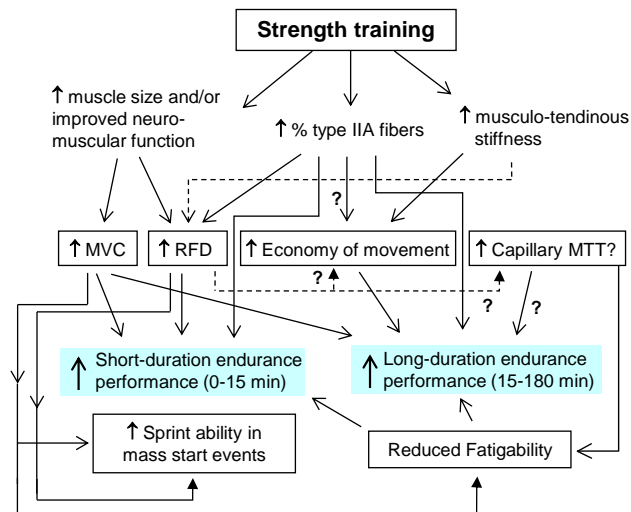 Strength training
↑ muscle size and/or
improved neuro-
muscular function
↑ % type IIA fibers
↑ musculo-tendinous
stiffness
?
↑ MVC
↑ RFD
↑ Economy of movement
↑ Capillary MTT?
?
?
?
?
↑ Short-duration endurance
performance (0-15 min)
↑ Long-duration endurance
performance (15-180 min)
↑ Sprint ability in
mass start events
Reduced Fatigability